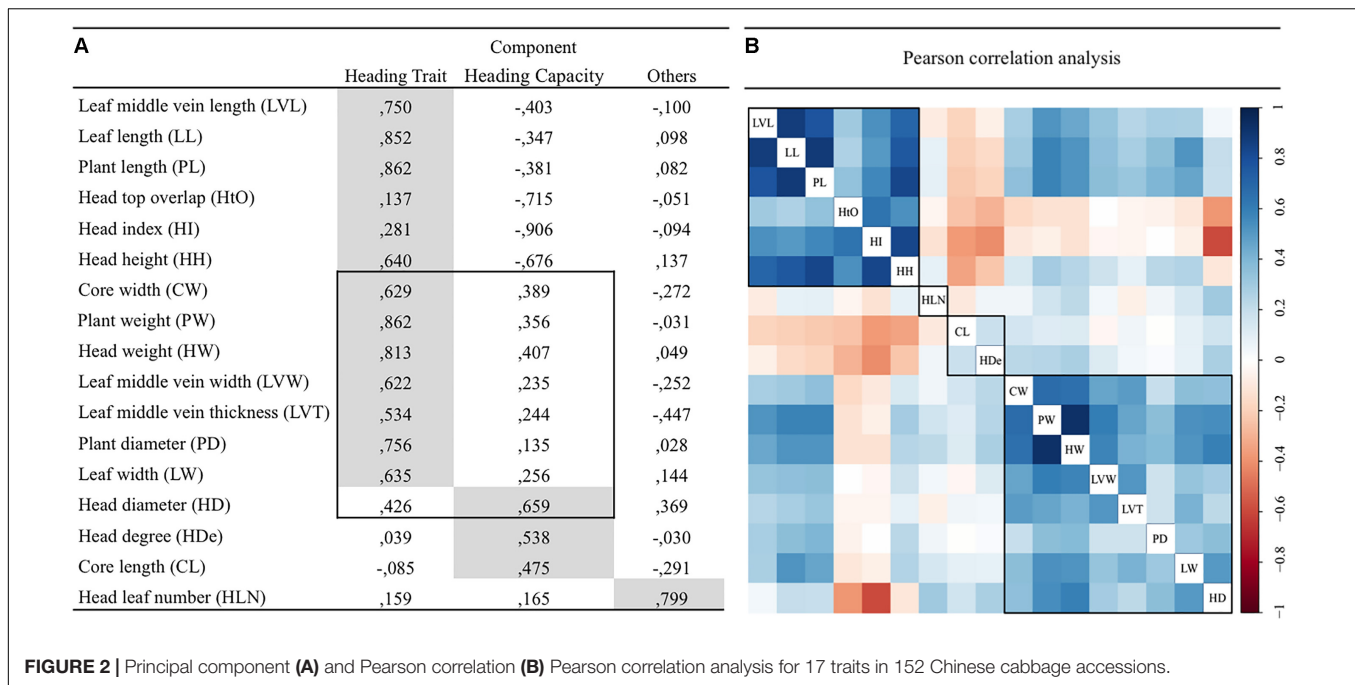 A
Component
Heading Trait Heading Capacity Others
Leaf middle vein length (LVL) ,750 -,403 -,100
Leaf length (LL) ,852 -,347 ,098
Plant length (PL) ,862 -,381 ,082
Head top overlap (HtO) ,137 -,715 -,051
Head index (HI) ,281 -,906 -,094
Head height (HH) ,640 -,676 ,137
Core width (CW) ,629 ,389 -,272
Plant weight (PW) ,862 ,356 -,031
Head weight (HW) ,813 ,407 ,049
Leaf middle vein width (LVW) ,622 ,235 -,252
Leaf middle vein thickness (LVT) ,534 ,244 -,447
Plant diameter (PD) ,756 ,135 ,028
Leaf width (LW) ,635 ,256 ,144
Head diameter (HD) ,426 ,659 ,369
Head degree (HDe) ,039 ,538 -,030
Core length (CL) -,085 ,475 -,291
Head leaf number (HLN) ,159 ,165 ,799
B
Pearson correlation analysis
LVL
LL
PL
HtO
HI
HH
HLN
CL
HDe
CW
PW
HW
LVW
LVT
PD
LW
HD
1
0.8
0.6
0.4
0.2
0
-0.2
-0.4
-0.6
-0.8
-1
FIGURE 2 | Principal component (A) and Pearson correlation (B) Pearson correlation analysis for 17 traits in 152 Chinese cabbage accessions.